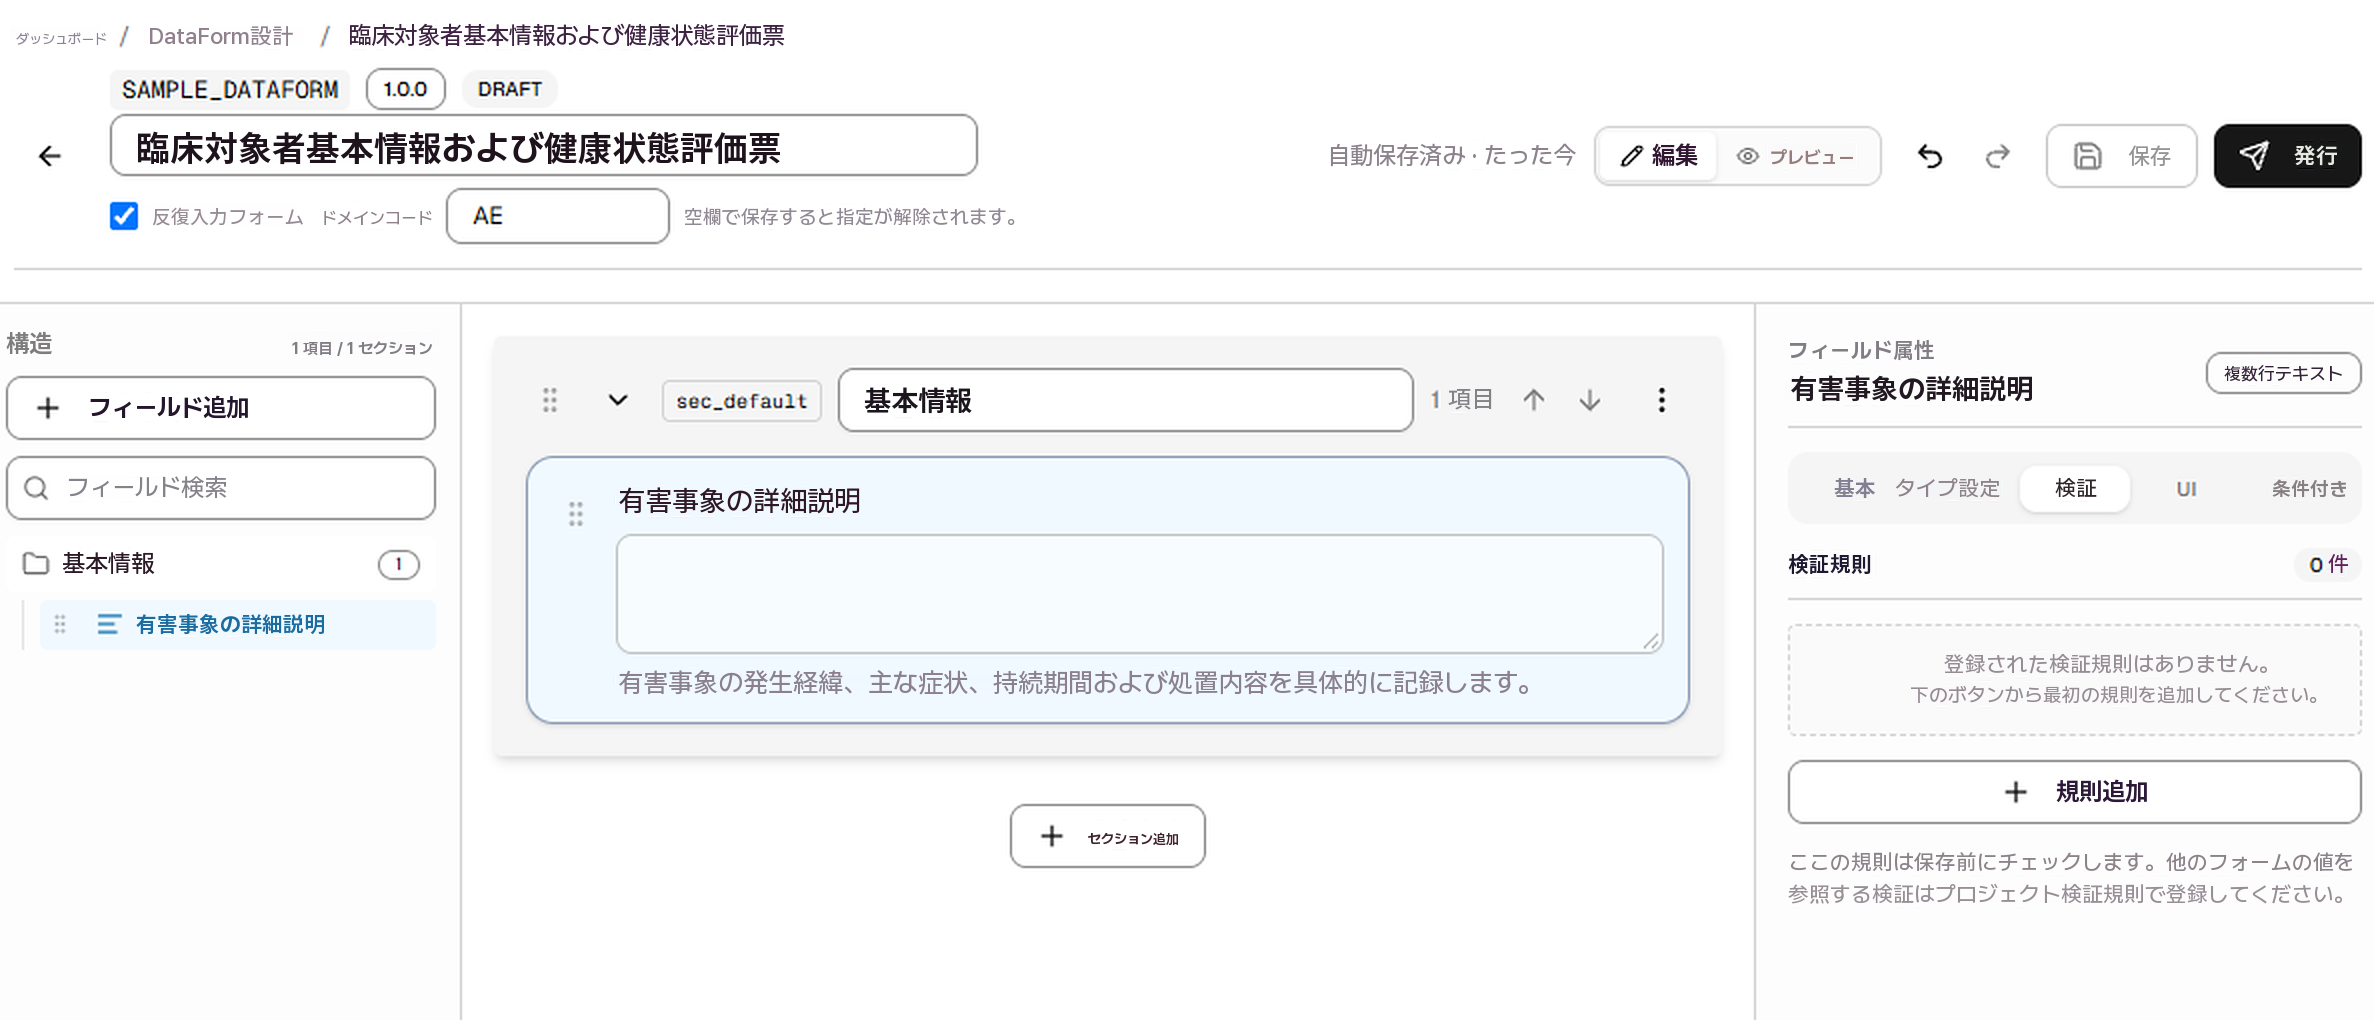 ダッシュボード / DataForm設計 / 臨床対象者基本情報および健康状態評価票
SAMPLE_DATAFORM 1.0.0 DRAFT
臨床対象者基本情報および健康状態評価票
自動保存済み · たった今 編集 プレビュー 保存 発行
反復入力フォーム ドメインコード AE 空欄で保存すると指定が解除されます。
構造 1 項目 / 1 セクション
フィールド追加
フィールド検索
基本情報 1
有害事象の詳細説明
sec_default 基本情報 1 項目
有害事象の詳細説明
有害事象の発生経緯、主な症状、持続期間および処置内容を具体的に記録します。
セクション追加
フィールド属性
有害事象の詳細説明 複数行テキスト
基本 タイプ設定 検証 UI 条件付き
検証規則 0 件
登録された検証規則はありません。
下のボタンから最初の規則を追加してください。
規則追加
ここの規則は保存前にチェックします。他のフォームの値を
参照する検証はプロジェクト検証規則で登録してください。